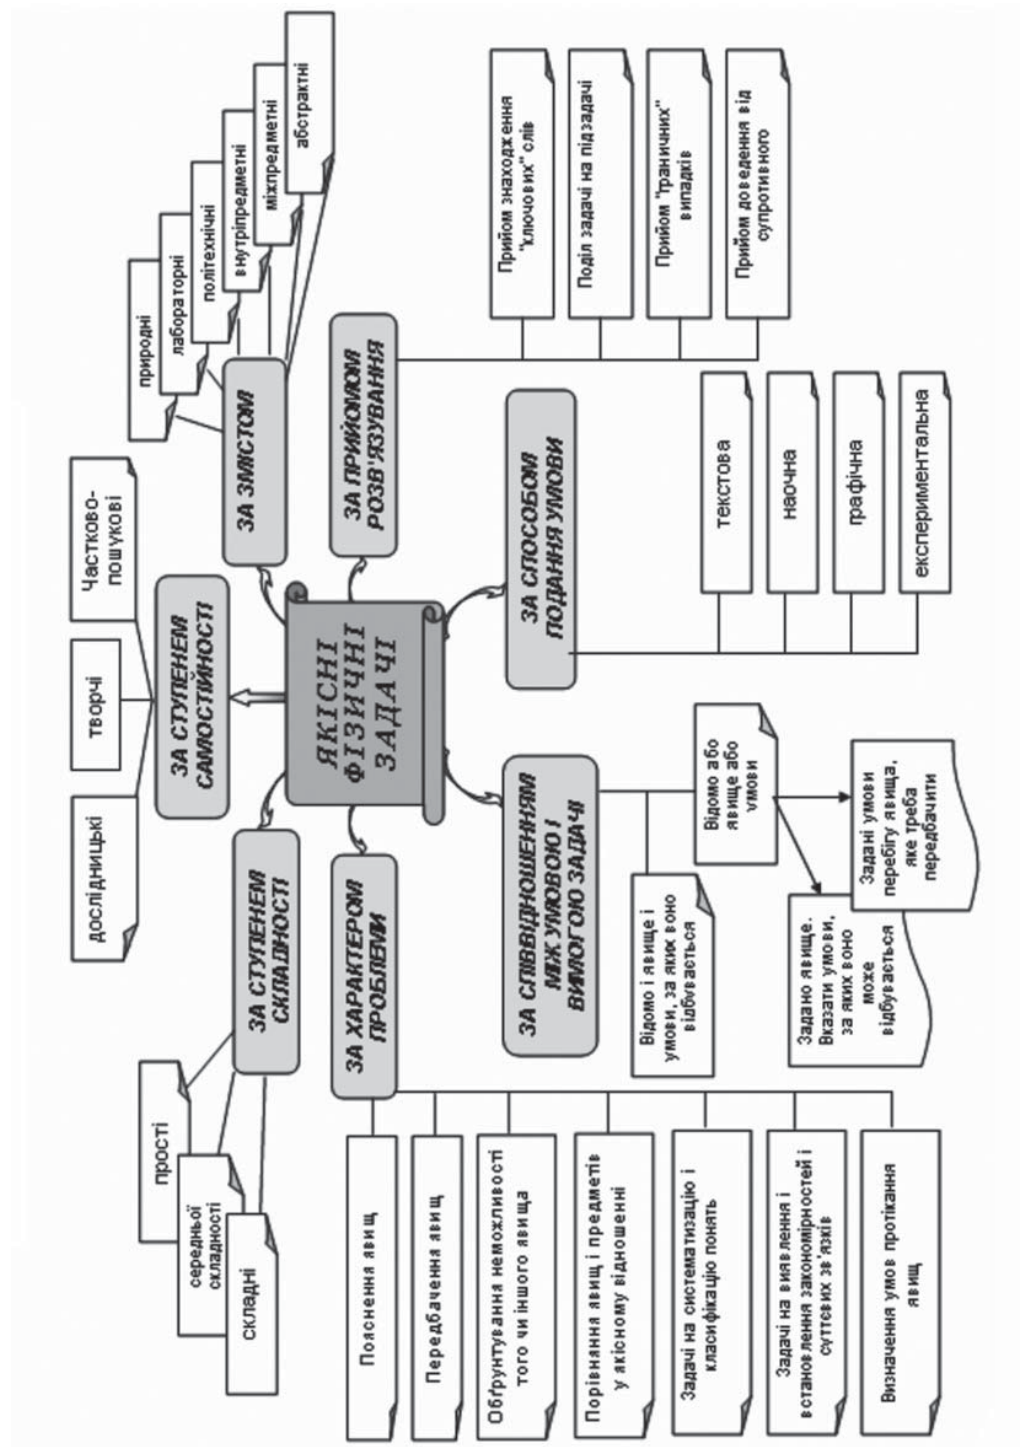 ЯКІСНІ
ФІЗИЧНІ
ЗАДАЧІ
ЗА СТУПЕНЕМ
СКЛАДНОСТІ
прості
середньої
складності
складні
ЗА СТУПЕНЕМ
САМОСТІЙНОСТІ
дослідницькі
творчі
Частково-
пошукові
ЗА ЗМІСТОМ
природні
лабораторні
політехнічні
внутріпредметні
міжпредметні
абстрактні
ЗА ХАРАКТЕРОМ
ПРОБЛЕМИ
Пояснення явищ
Передбачення явищ
Обґрунтування неможливості
того чи іншого явища
Порівняння явищ і предметів
у якісному відношенні
Задачі на систематизацію і
класифікацію понять
Задачі на виявлення і
встановлення закономірностей і
суттєвих зв'язків
Визначення умов протікання
явищ
ЗА СПІВВІДНОШЕННЯМ
МІЖ УМОВОЮ І
ВИМОГОЮ ЗАДАЧІ
Відомо і явище і
умови, за яких воно
відбувається
Відомо або
явище або
умови
Задано явище.
Вказати умови,
за яких воно
може
відбувається
Задані умови
перебігу явища,
яке треба
передбачити
ЗА СПОСОБОМ
ПОДАННЯ УМОВИ
текстова
наочна
графічна
експериментальна
ЗА ПРИЙОМОМ
РОЗВ'ЯЗУВАННЯ
Прийом знаходження
"ключових" слів
Поділ задачі на підзадачі
Прийом "граничних"
випадків
Прийом доведення від
супротивного